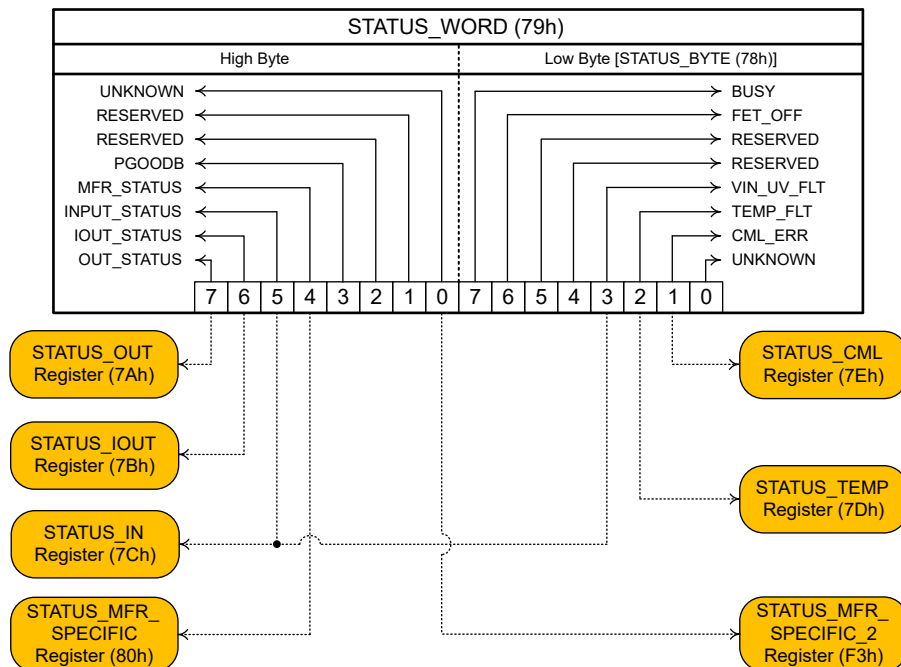 STATUS_WORD (79h)
High Byte
Low Byte [STATUS_BYTE (78h)]
UNKNOWN
RESERVED
RESERVED
PGOODB
MFR_STATUS
INPUT_STATUS
IOUT_STATUS
OUT_STATUS
BUSY
FET_OFF
RESERVED
RESERVED
VIN_UV_FLT
TEMP_FLT
CML_ERR
UNKNOWN
7 6 5 4 3 2 1 0 7 6 5 4 3 2 1 0
STATUS_OUT
Register (7Ah)
STATUS_CML
Register (7Eh)
STATUS_IOUT
Register (7Bh)
STATUS_TEMP
Register (7Dh)
STATUS_IN
Register (7Ch)
STATUS_MFR_
SPECIFIC
Register (80h)
STATUS_MFR_
SPECIFIC_2
Register (F3h)